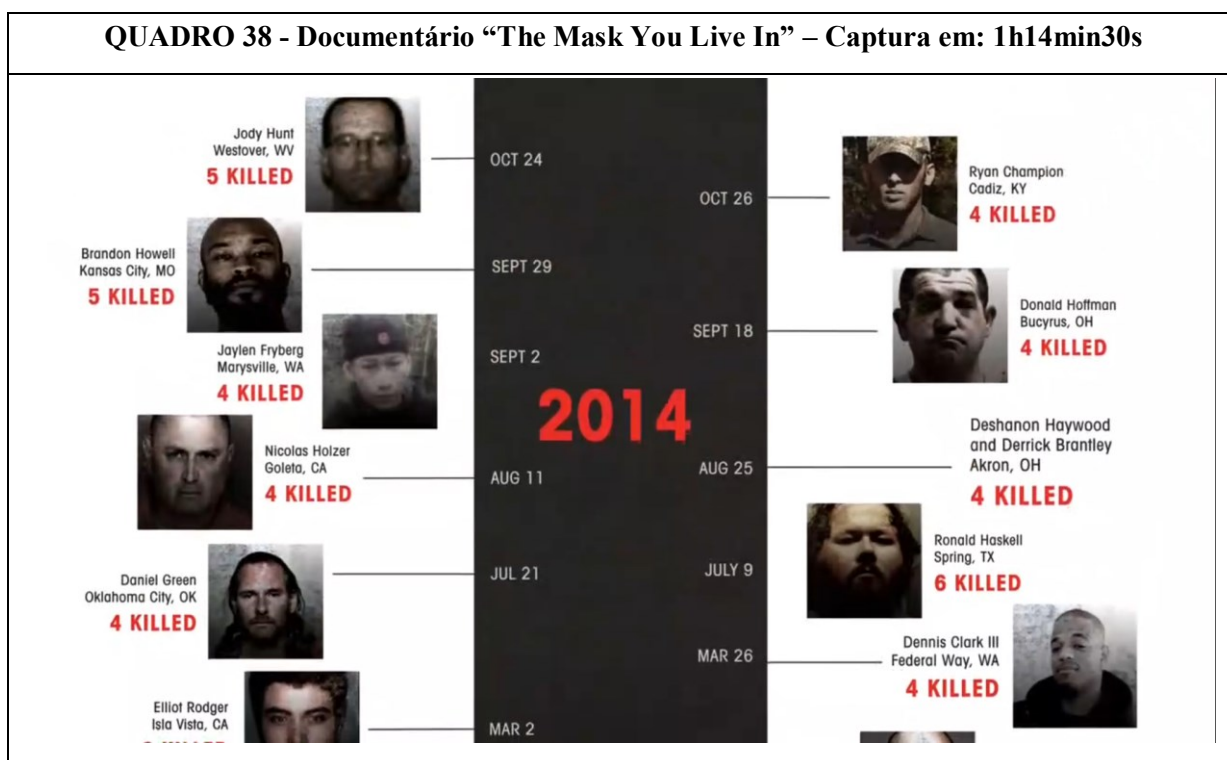 QUADRO 38 - Documentário “The Mask You Live In” – Captura em: 1h14min30s
Jody Hunt
Westover, WV
5 KILLED
OCT 24
OCT 26
Ryan Champion
Cadiz, KY
4 KILLED
Brandon Howell
Kansas City, MO
5 KILLED
SEPT 29
Donald Hoffman
Bucyrus, OH
4 KILLED
SEPT 18
Jaylen Fryberg
Marysville, WA
4 KILLED
SEPT 2
2014
Deshanon Haywood
and Derrick Brantley
Akron, OH
4 KILLED
AUG 25
Nicolas Holzer
Goleta, CA
4 KILLED
AUG 11
Ronald Haskell
Spring, TX
6 KILLED
JULY 9
Daniel Green
Oklahoma City, OK
4 KILLED
JUL 21
Dennis Clark III
Federal Way, WA
4 KILLED
MAR 26
Elliot Rodger
Isla Vista, CA
KILLED
MAR 2